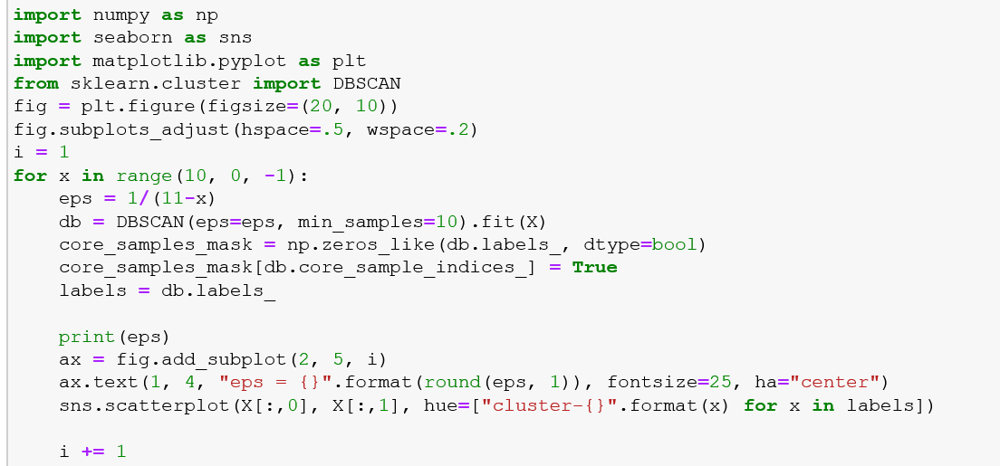 import numpy as np
import seaborn as sns
import matplotlib.pyplot as plt
from sklearn.cluster import DBSCAN
fig = plt.figure(figsize=(20, 10))
fig.subplots_adjust(hspace=.5, wspace=.2)
i = 1
for x in range(10, 0, -1):
    eps = 1/(11-x)
    db = DBSCAN(eps=eps, min_samples=10).fit(X)
    core_samples_mask = np.zeros_like(db.labels_, dtype=bool)
    core_samples_mask[db.core_sample_indices_] = True
    labels = db.labels_
    print(eps)
    ax = fig.add_subplot(2, 5, i)
    ax.text(1, 4, "eps = {}".format(round(eps, 1)), fontsize=25, ha="center")
    sns.scatterplot(X[:,0], X[:,1], hue=["cluster-{}".format(x) for x in labels])
    i += 1